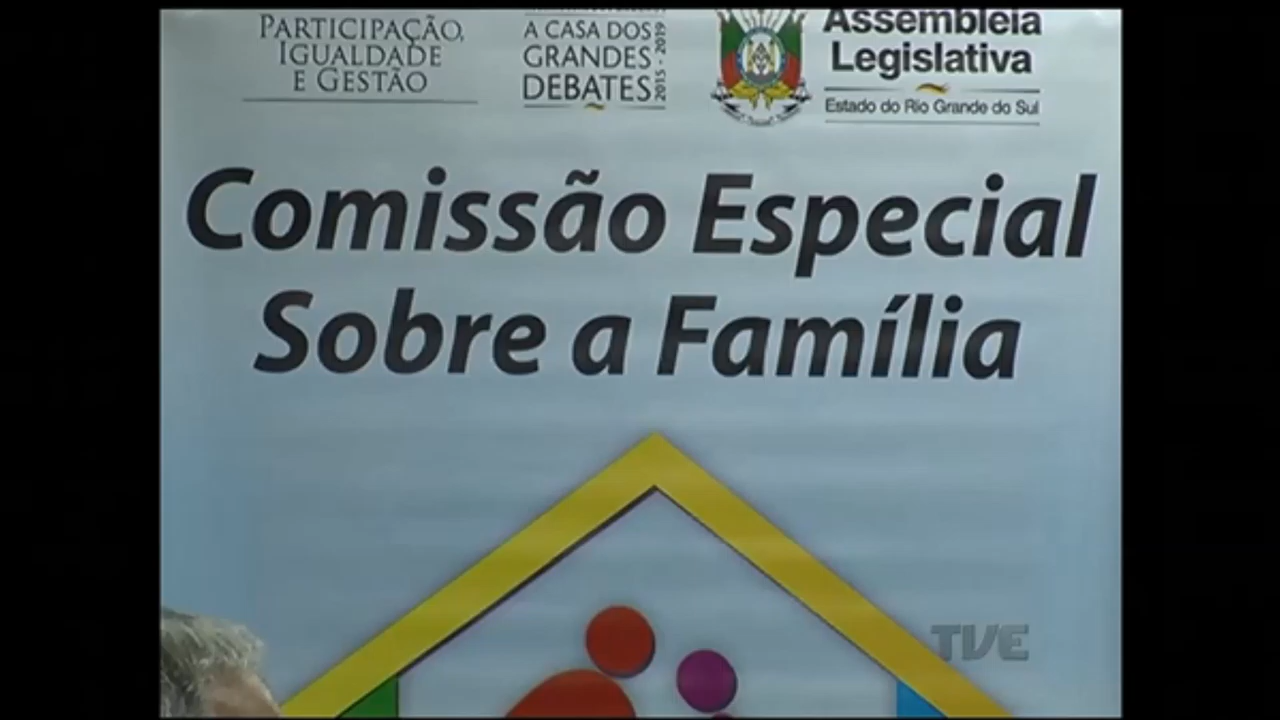 PARTICIPAÇÃO,
IGUALDADE
E GESTÃO
A CASA DOS
GRANDES
DEBATES
2015 - 2019
Assembleia
Legislativa
Estado do Rio Grande do Sul
Comissão Especial
Sobre a Família
TVE